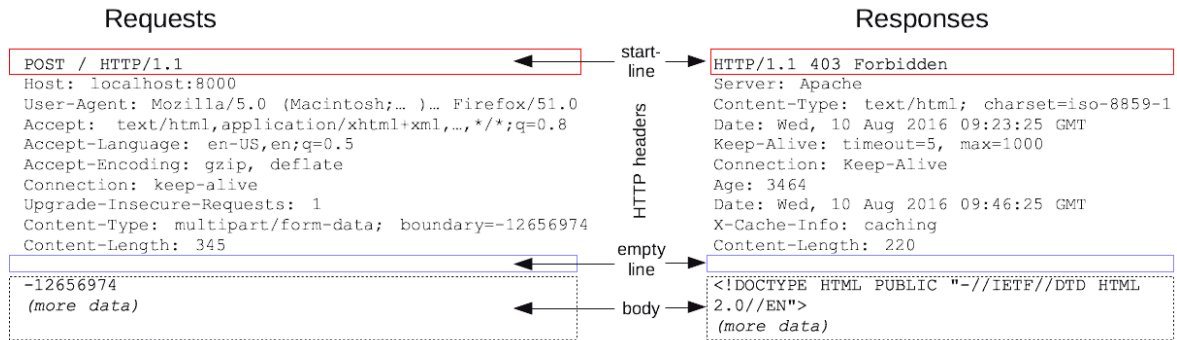 Requests
POST / HTTP/1.1
Host: localhost:8000
User-Agent: Mozilla/5.0 (Macintosh;… )… Firefox/51.0
Accept: text/html,application/xhtml+xml,…,*/*;q=0.8
Accept-Language: en-US,en;q=0.5
Accept-Encoding: gzip, deflate
Connection: keep-alive
Upgrade-Insecure-Requests: 1
Content-Type: multipart/form-data; boundary=-12656974
Content-Length: 345
-12656974
(more data)
start-
line
HTTP headers
empty
line
body
Responses
HTTP/1.1 403 Forbidden
Server: Apache
Content-Type: text/html; charset=iso-8859-1
Date: Wed, 10 Aug 2016 09:23:25 GMT
Keep-Alive: timeout=5, max=1000
Connection: Keep-Alive
Age: 3464
Date: Wed, 10 Aug 2016 09:46:25 GMT
X-Cache-Info: caching
Content-Length: 220
<!DOCTYPE HTML PUBLIC "-//IETF//DTD HTML
2.0//EN">
(more data)